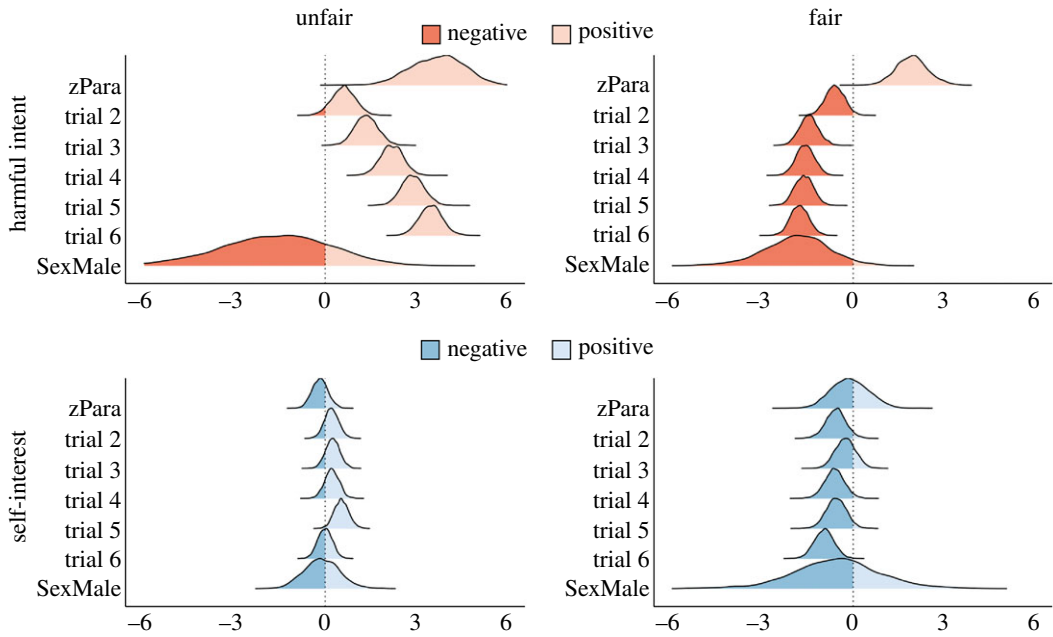 unfair fair
negative positive
harmful intent
zPara
trial 2
trial 3
trial 4
trial 5
trial 6
SexMale
–6 –3 0 3 6
zPara
trial 2
trial 3
trial 4
trial 5
trial 6
SexMale
–6 –3 0 3 6
negative positive
self-interest
zPara
trial 2
trial 3
trial 4
trial 5
trial 6
SexMale
–6 –3 0 3 6
zPara
trial 2
trial 3
trial 4
trial 5
trial 6
SexMale
–6 –3 0 3 6